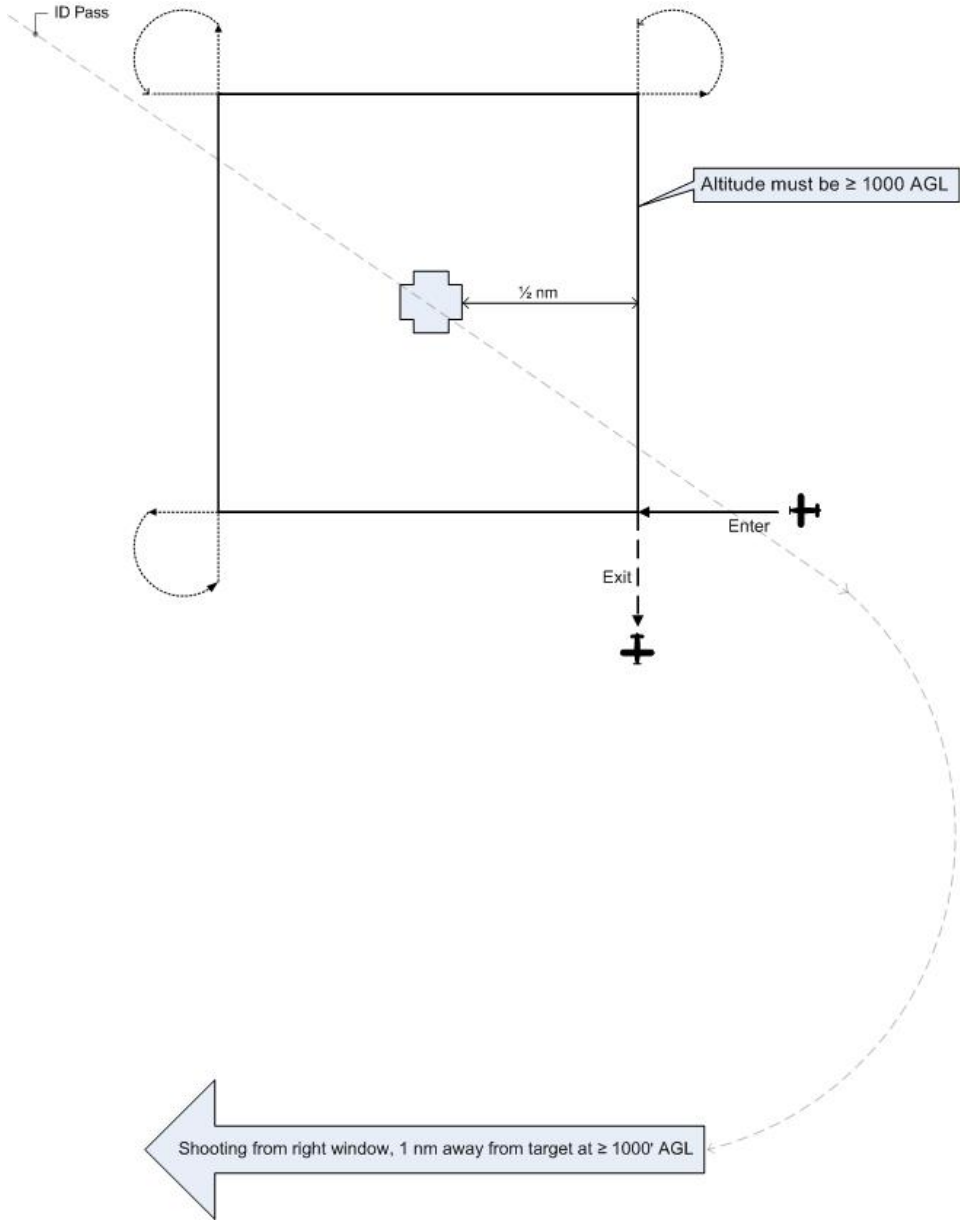 ID Pass
Altitude must be ≥ 1000 AGL
½ nm
Enter
Exit
Shooting from right window, 1 nm away from target at ≥ 1000' AGL